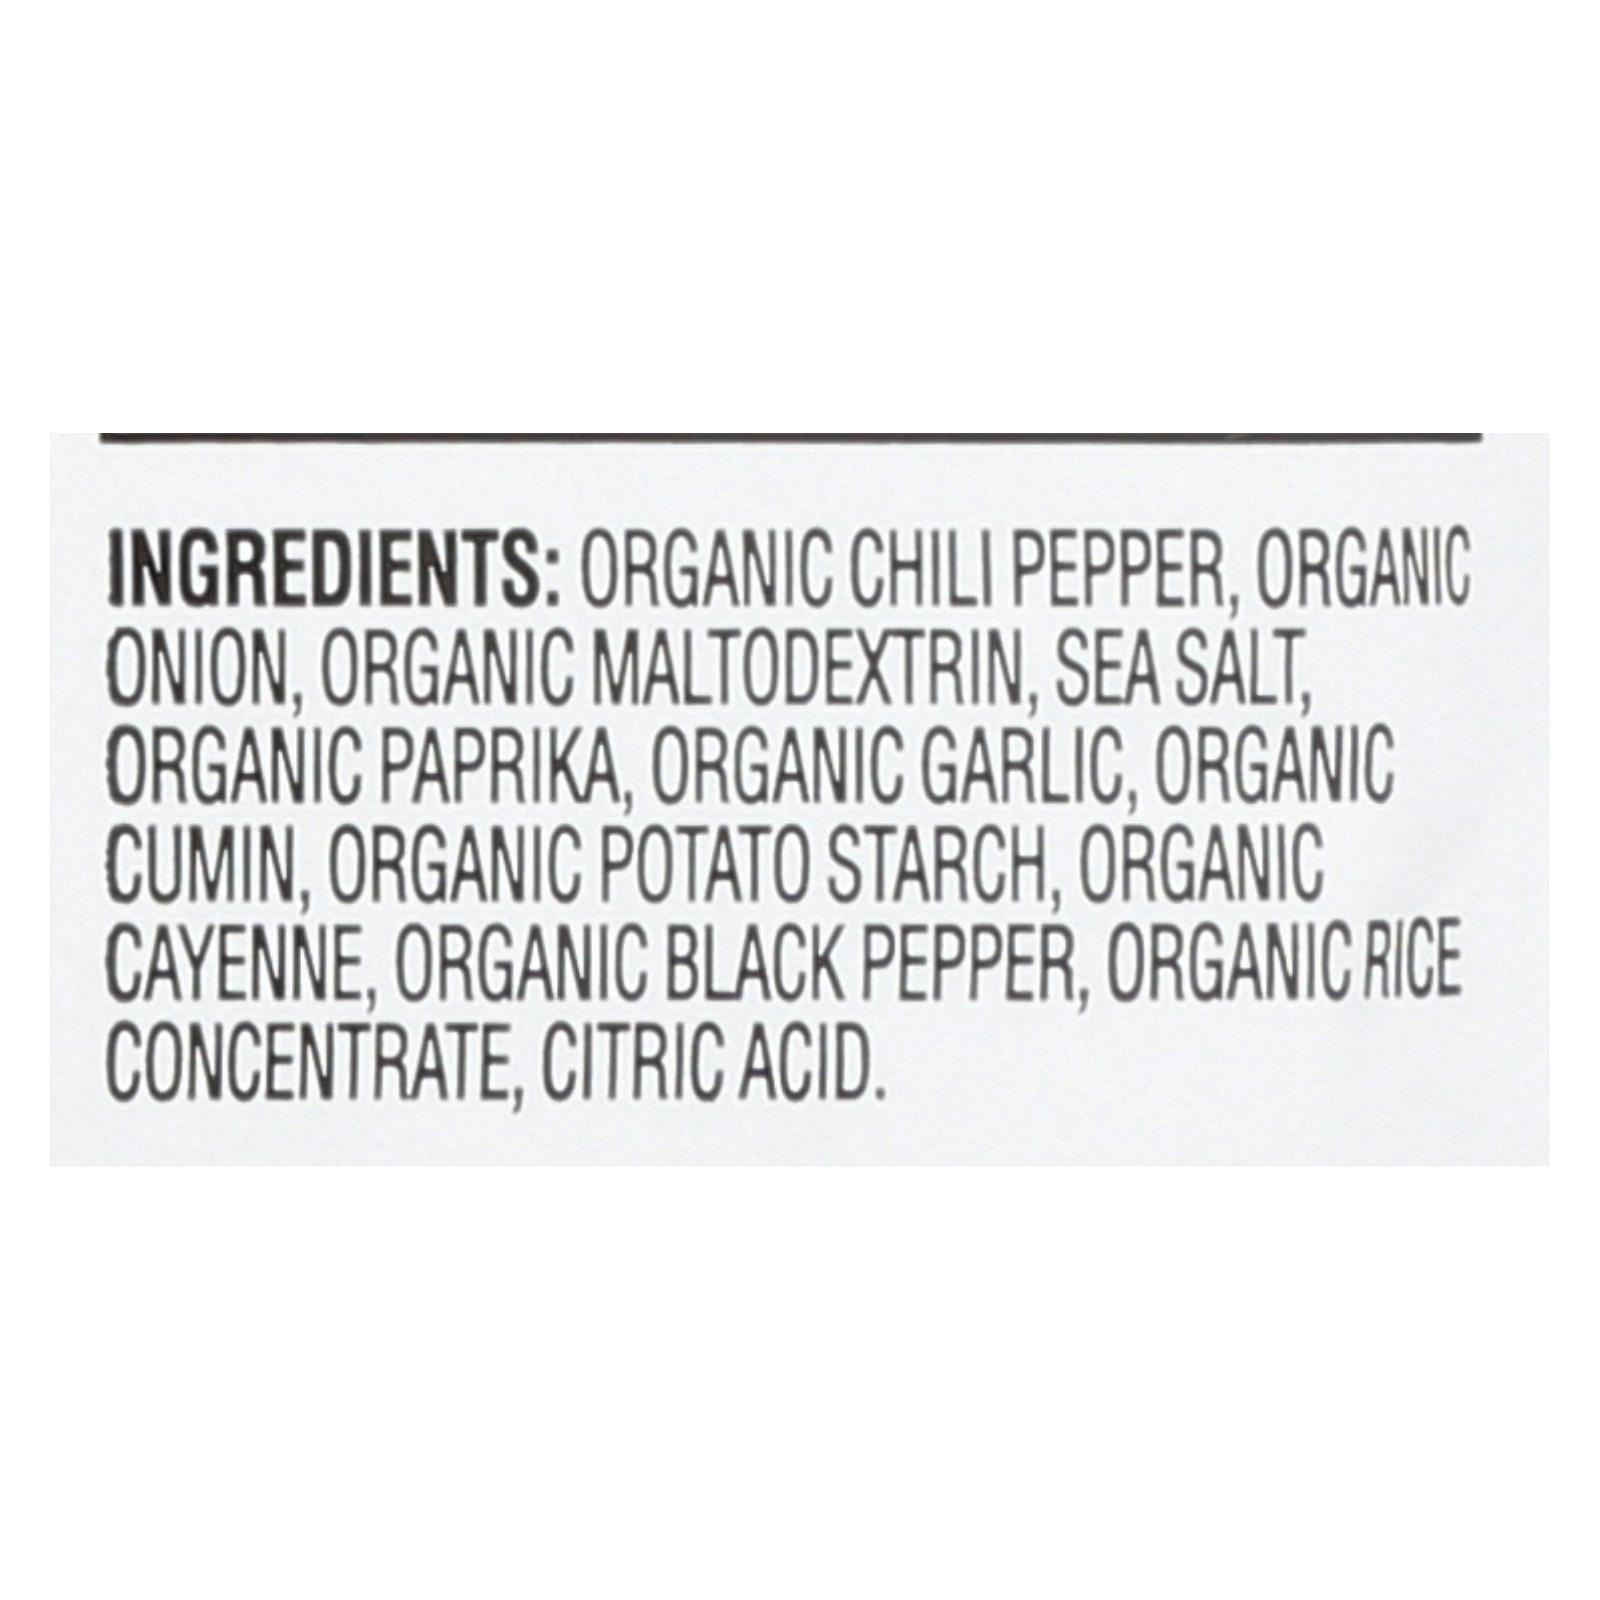 INGREDIENTS: ORGANIC CHILI PEPPER, ORGANIC
ONION, ORGANIC MALTODEXTRIN, SEA SALT,
ORGANIC PAPRIKA, ORGANIC GARLIC, ORGANIC
CUMIN, ORGANIC POTATO STARCH, ORGANIC
CAYENNE, ORGANIC BLACK PEPPER, ORGANIC RICE
CONCENTRATE, CITRIC ACID.